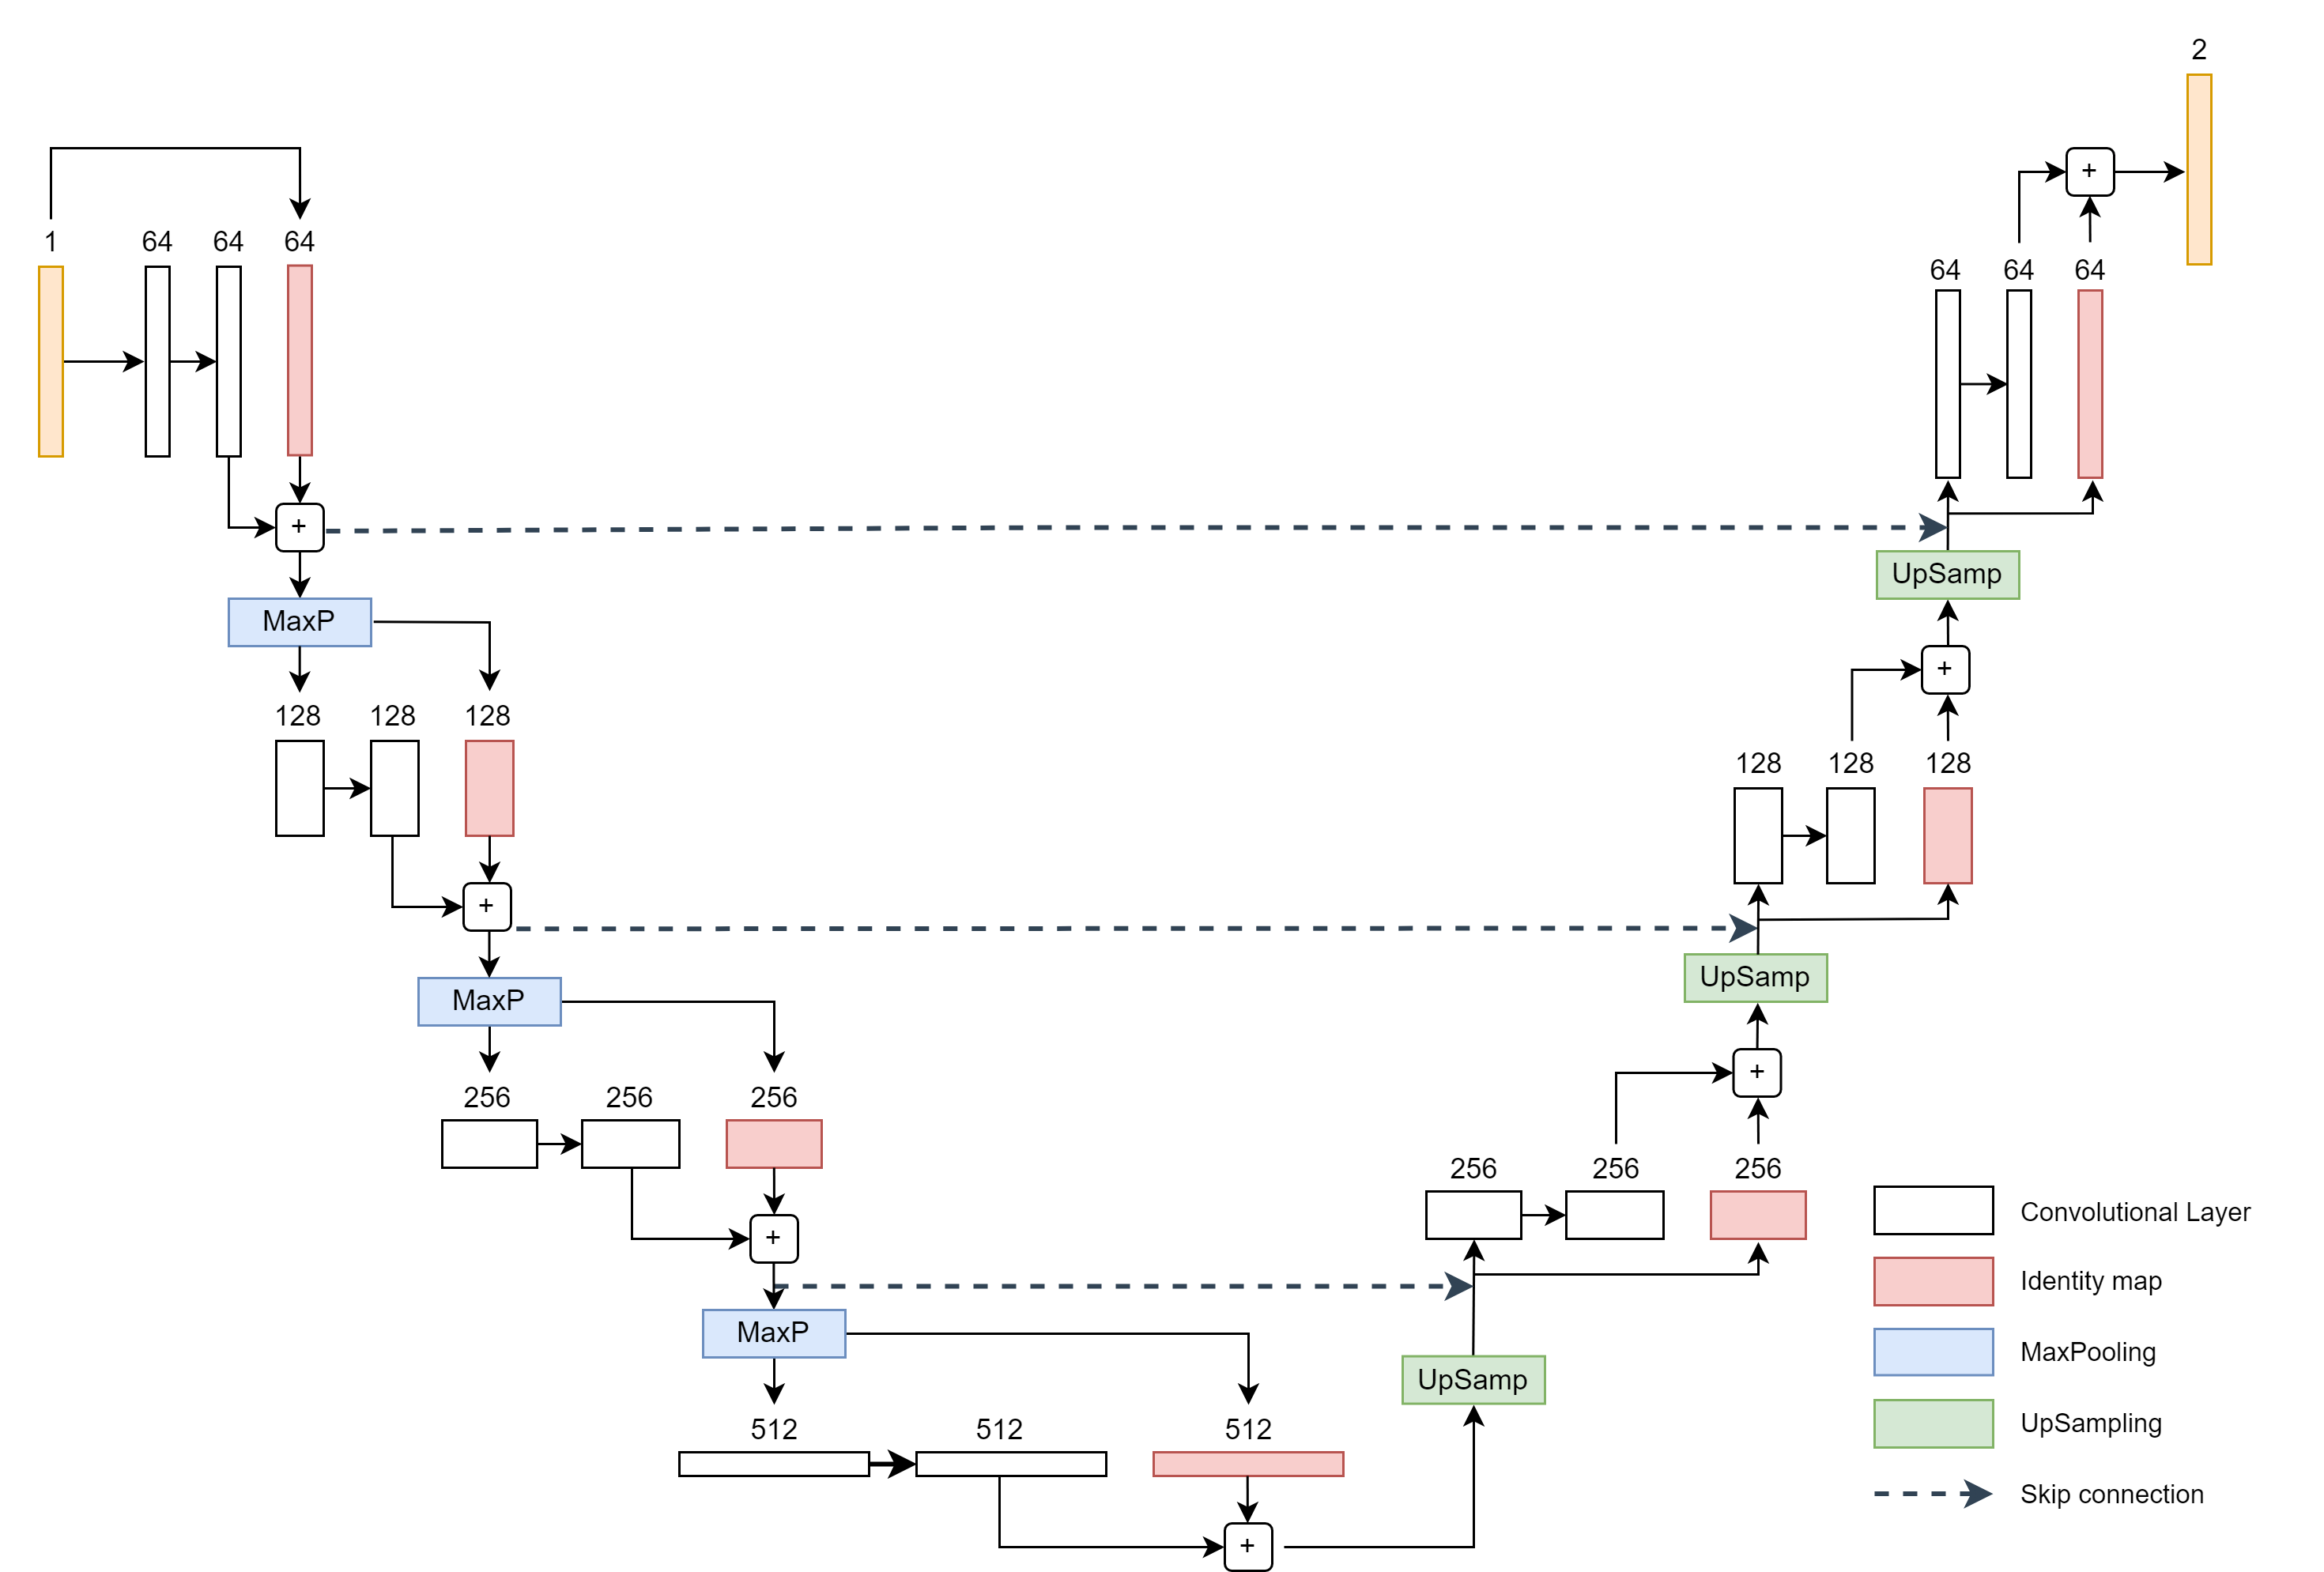 2
1 64 64 64
+
64 64 64
+
UpSamp
MaxP
+
128 128 128
128 128 128
+
UpSamp
MaxP
+
256 256 256
256 256 256
+
MaxP
UpSamp
512 512 512
+
Convolutional Layer
Identity map
MaxPooling
UpSampling
Skip connection